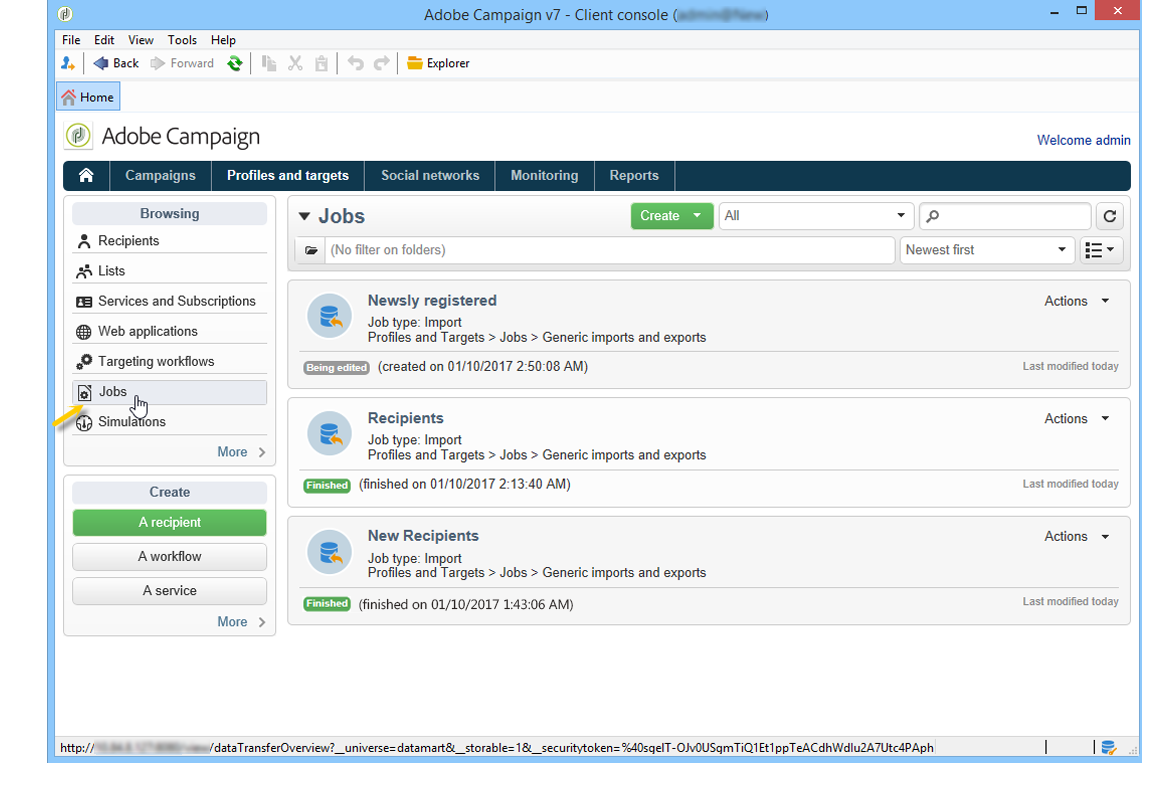 Adobe Campaign v7 - Client console ( )
File Edit View Tools Help
Back Forward Explorer
Home
Adobe Campaign
Welcome admin
Campaigns Profiles and targets Social networks Monitoring Reports
Browsing
Recipients
Lists
Services and Subscriptions
Web applications
Targeting workflows
Jobs
Simulations
More
Create
A recipient
A workflow
A service
More
Jobs Create All
(No filter on folders) Newest first
Newsly registered Actions
Job type: Import
Profiles and Targets > Jobs > Generic imports and exports
Being edited (created on 01/10/2017 2:50:08 AM) Last modified today
Recipients Actions
Job type: Import
Profiles and Targets > Jobs > Generic imports and exports
Finished (finished on 01/10/2017 2:13:40 AM) Last modified today
New Recipients Actions
Job type: Import
Profiles and Targets > Jobs > Generic imports and exports
Finished (finished on 01/10/2017 1:43:06 AM) Last modified today
http:// /dataTransferOverview?__universe=datamart&__storable=1&__securitytoken=